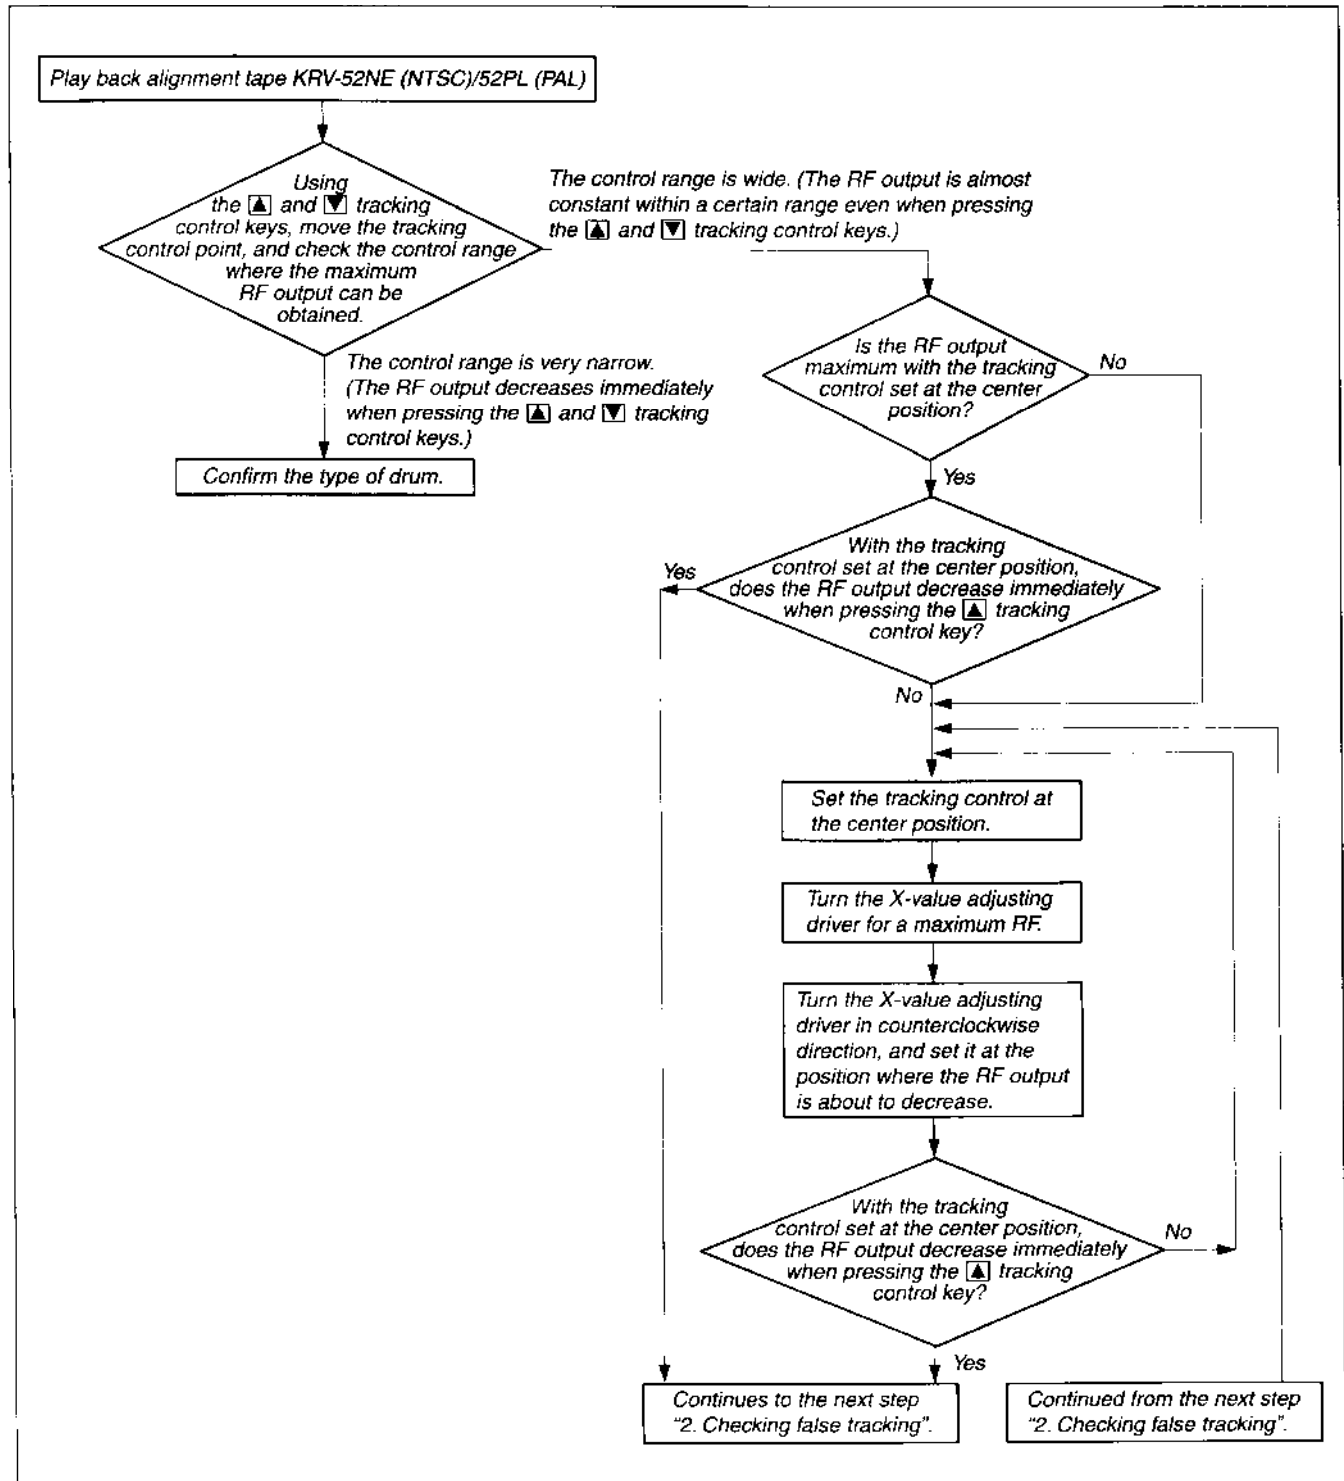 Play back alignment tape KRV-52NE (NTSC)/52PL (PAL)
Using
the ▲ and ▼ tracking
control keys, move the tracking
control point, and check the control range
where the maximum
RF output can be
obtained.
The control range is wide. (The RF output is almost
constant within a certain range even when pressing
the ▲ and ▼ tracking control keys.)
The control range is very narrow.
(The RF output decreases immediately
when pressing the ▲ and ▼ tracking
control keys.)
Confirm the type of drum.
Is the RF output
maximum with the tracking
control set at the center
position?
No
Yes
With the tracking
control set at the center position,
does the RF output decrease immediately
when pressing the ▲ tracking
control key?
Yes
No
Set the tracking control at
the center position.
Turn the X-value adjusting
driver for a maximum RF.
Turn the X-value adjusting
driver in counterclockwise
direction, and set it at the
position where the RF output
is about to decrease.
With the tracking
control set at the center position,
does the RF output decrease immediately
when pressing the ▲ tracking
control key?
No
Yes
Continues to the next step
"2. Checking false tracking".
Continued from the next step
"2. Checking false tracking".